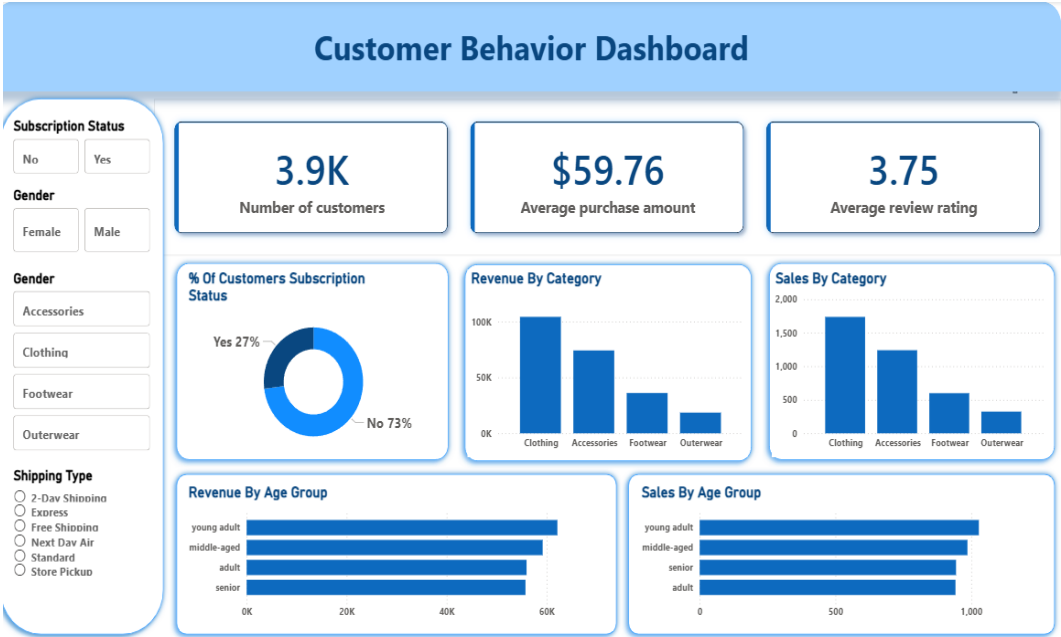 Customer Behavior Dashboard
Subscription Status
No
Yes
Gender
Female
Male
Gender
Accessories
Clothing
Footwear
Outerwear
Shipping Type
2-Day Shipping
Express
Free Shipping
Next Day Air
Standard
Store Pickup
3.9K
Number of customers
$59.76
Average purchase amount
3.75
Average review rating
% Of Customers Subscription
Status
Yes 27%
No 73%
Revenue By Category
100K
50K
0K
Clothing
Accessories
Footwear
Outerwear
Sales By Category
2,000
1,500
1,000
500
0
Clothing
Accessories
Footwear
Outerwear
Revenue By Age Group
young adult
middle-aged
adult
senior
0K
20K
40K
60K
Sales By Age Group
young adult
middle-aged
senior
adult
0
500
1,000